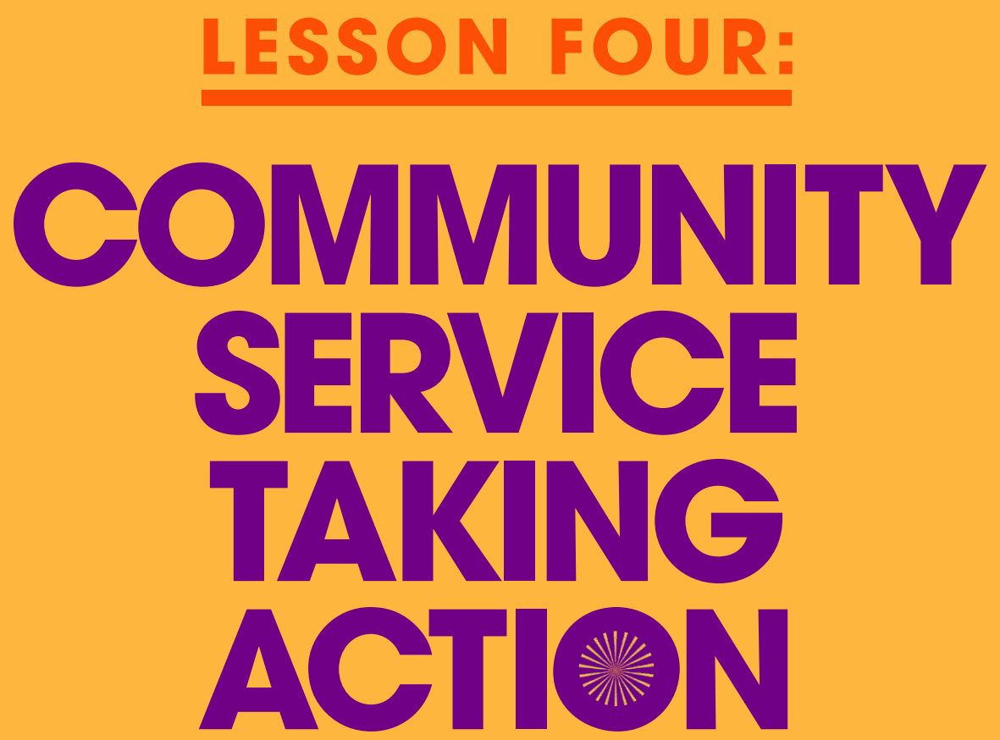 LESSON FOUR:
COMMUNITY
SERVICE
TAKING
ACTION